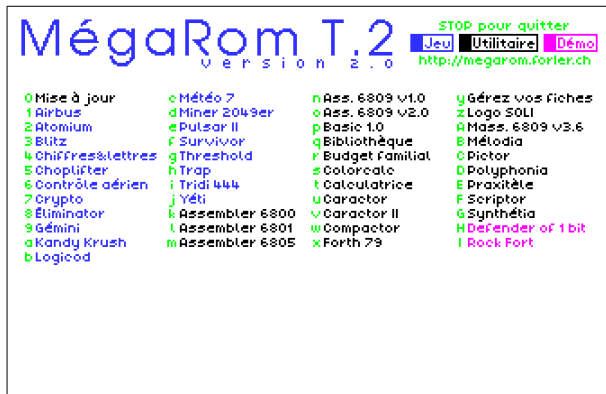 MégaRom T.2
version 2.0
STOP pour quitter
Jeu Utilitaire Démo
http://megarom.forler.ch
0 Mise à jour
1 Airbus
2 Atomium
3 Blitz
4 Chiffres&lettres
5 Choplifter
6 Contrôle aérien
7 Crypto
8 Éliminator
9 Gémini
a Kandy Krush
b Logicod
c Météo 7
d Miner 2049er
e Pulsar II
f Survivor
g Threshold
h Trap
i Tridi 444
j Yéti
k Assembler 6800
l Assembler 6801
m Assembler 6805
n Ass. 6809 v1.0
o Ass. 6809 v2.0
p Basic 1.0
q Bibliothèque
r Budget familial
s Colorcalc
t Calculatrice
u Caractor
v Caractor II
w Compactor
x Forth 79
y Gérez vos fiches
z Logo SOLI
A Mass. 6809 v3.6
B Mélodia
C Pictor
D Polyphonia
E Praxitèle
F Scriptor
G Synthétia
H Defender of 1 bit
I Rock Fort